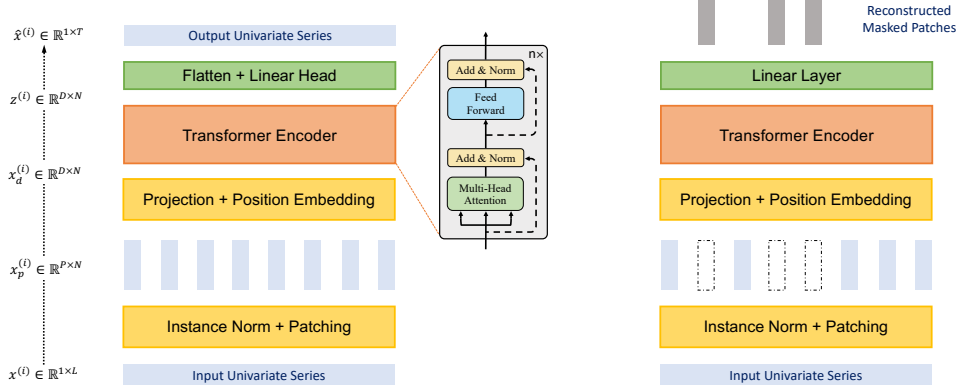 x̂^(i) ∈ ℝ^{1×T}
Output Univariate Series
Flatten + Linear Head
z^(i) ∈ ℝ^{D×N}
Transformer Encoder
x_d^(i) ∈ ℝ^{D×N}
Projection + Position Embedding
x_p^(i) ∈ ℝ^{P×N}
Instance Norm + Patching
x^(i) ∈ ℝ^{1×L}
Input Univariate Series
n×
Add & Norm
Feed
Forward
Add & Norm
Multi-Head
Attention
Reconstructed
Masked Patches
Linear Layer
Transformer Encoder
Projection + Position Embedding
Instance Norm + Patching
Input Univariate Series